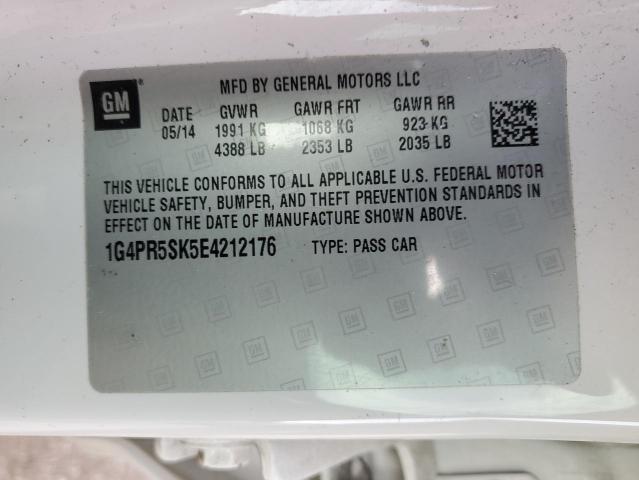 GM
MFD BY GENERAL MOTORS LLC
DATE GVWR GAWR FRT GAWR RR
05/14 1991 KG 1068 KG 923 KG
4388 LB 2353 LB 2035 LB
THIS VEHICLE CONFORMS TO ALL APPLICABLE U.S. FEDERAL MOTOR
VEHICLE SAFETY, BUMPER, AND THEFT PREVENTION STANDARDS IN
EFFECT ON THE DATE OF MANUFACTURE SHOWN ABOVE.
1G4PR5SK5E4212176 TYPE: PASS CAR